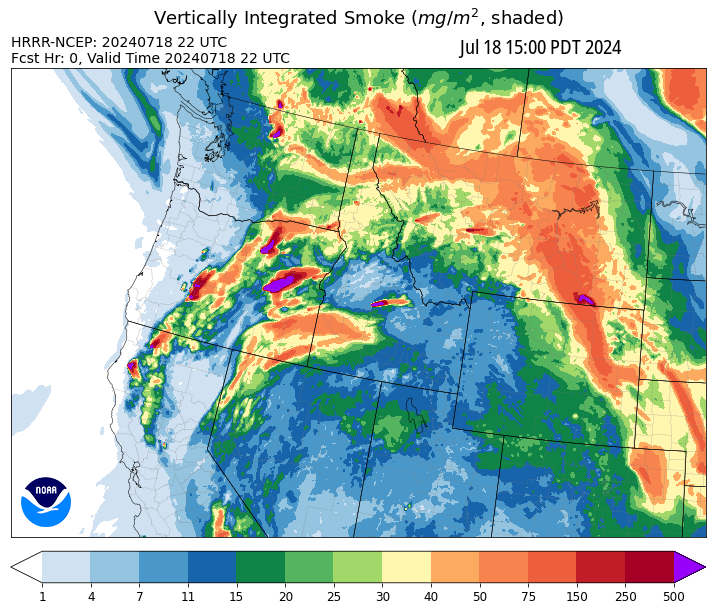 Vertically Integrated Smoke (mg/m², shaded)
HRRR-NCEP: 20240718 22 UTC
Jul 18 15:00 PDT 2024
Fcst Hr: 0, Valid Time 20240718 22 UTC
NOAA
1 4 7 11 15 20 25 30 40 50 75 150 250 500